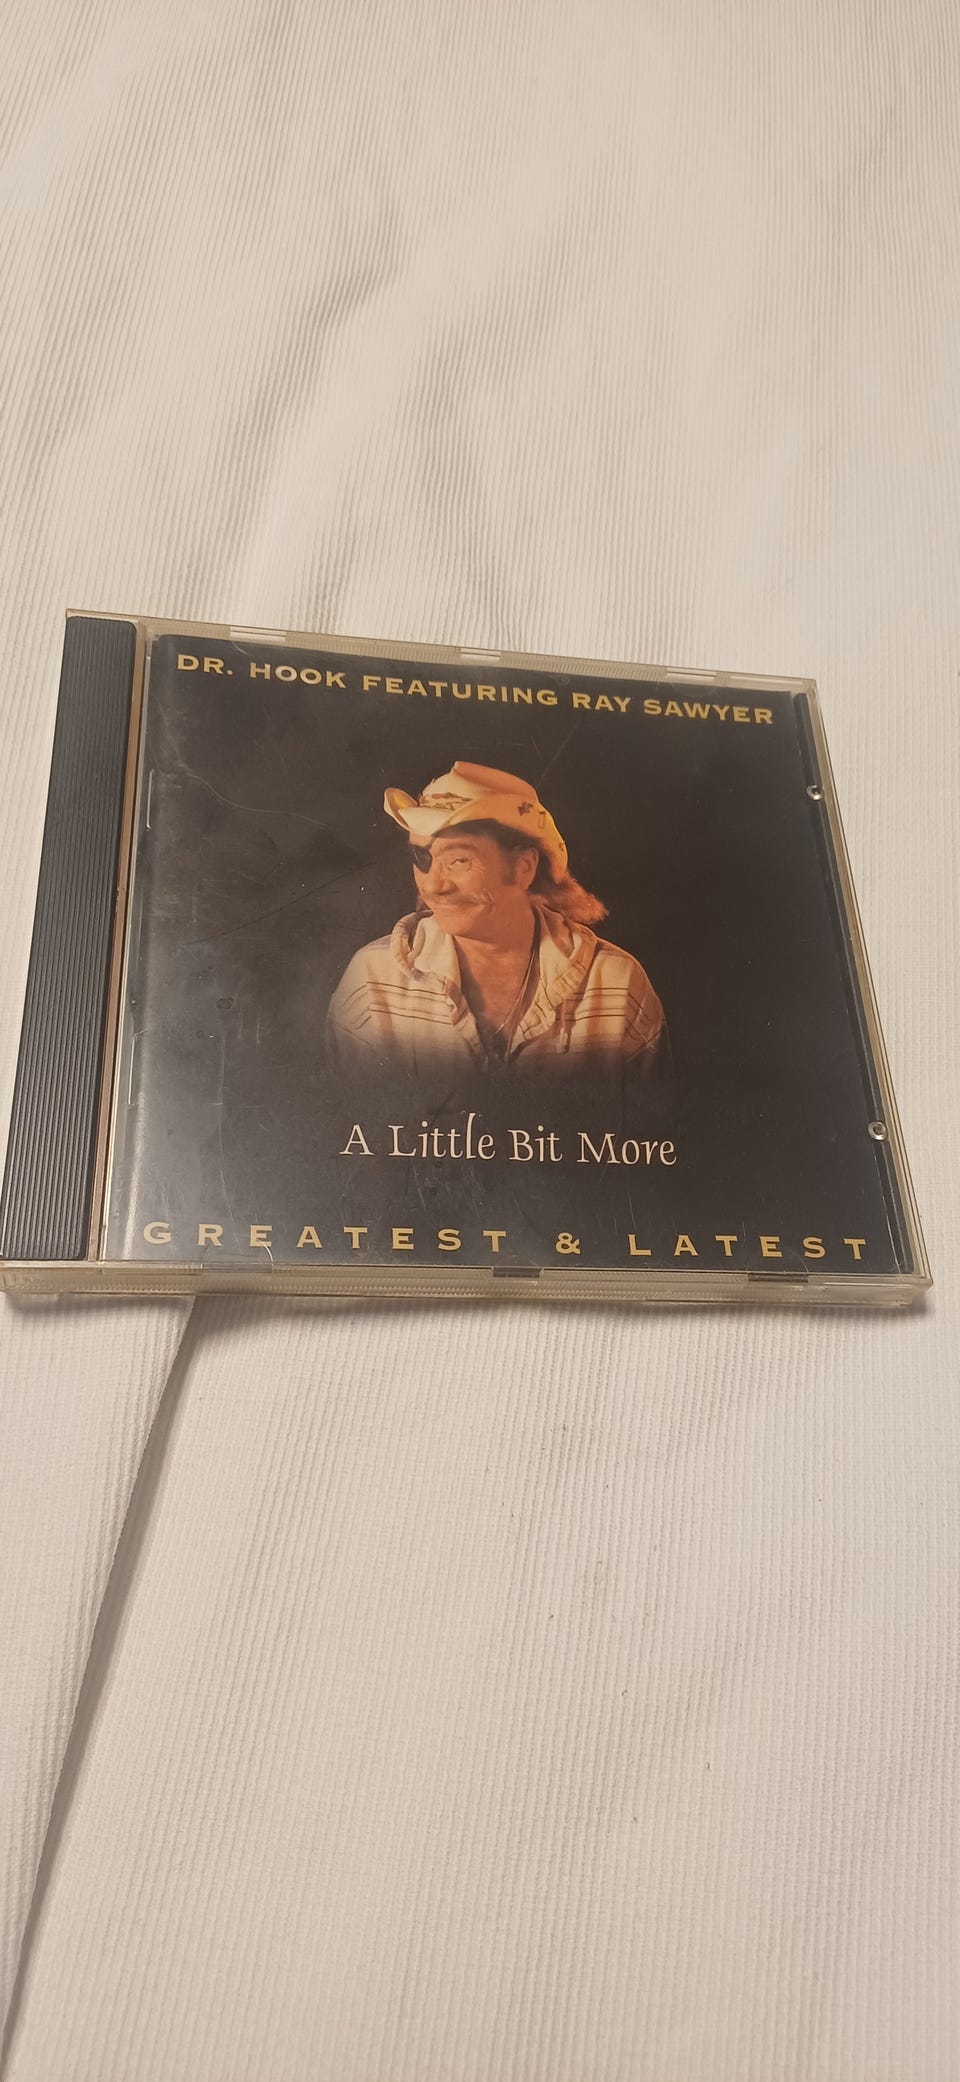 DR. HOOK FEATURING RAY SAWYER
A Little Bit More
GREATEST & LATEST